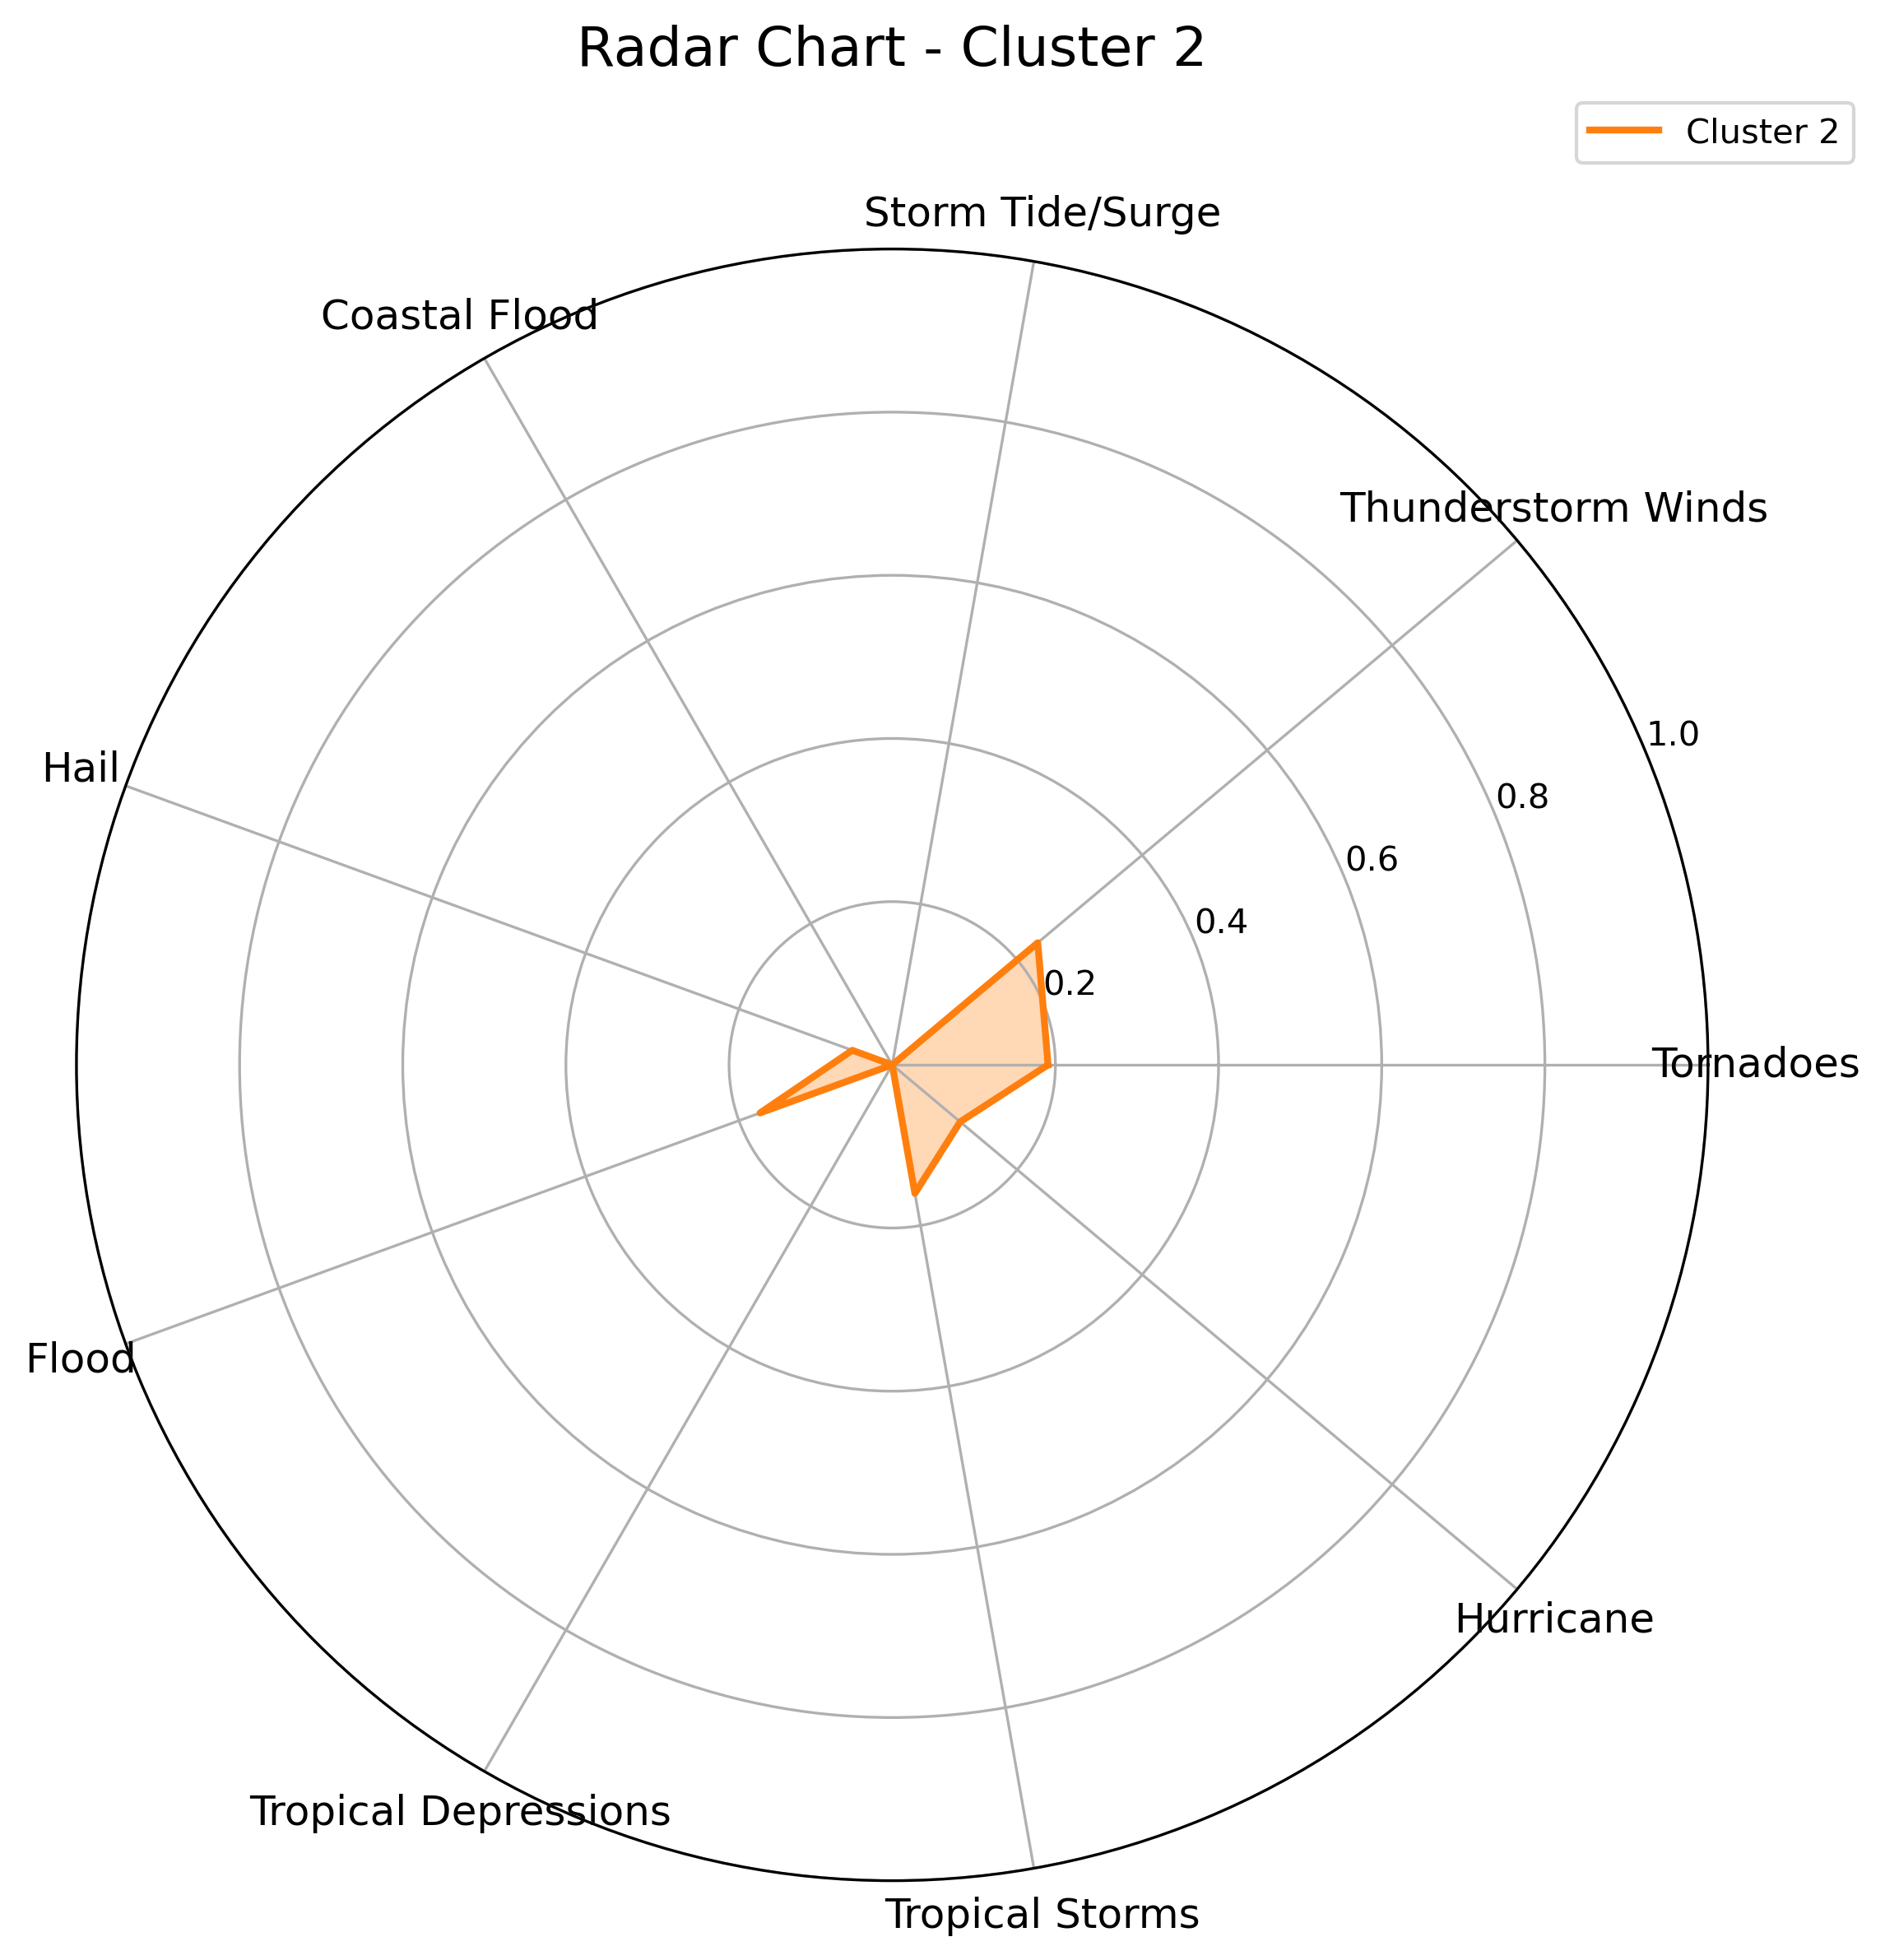 Radar Chart - Cluster 2
Cluster 2
Storm Tide/Surge
Coastal Flood
Thunderstorm Winds
1.0
Hail
0.8
0.6
0.4
0.2
Tornadoes
Flood
Hurricane
Tropical Depressions
Tropical Storms